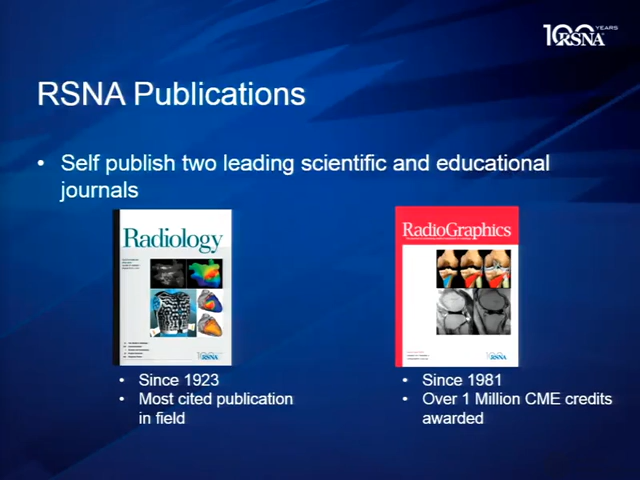 100 YEARS
RSNA
RSNA Publications
• Self publish two leading scientific and educational
journals
Radiology
RadioGraphics
RSNA
• Since 1923
• Most cited publication
in field
• Since 1981
• Over 1 Million CME credits
awarded